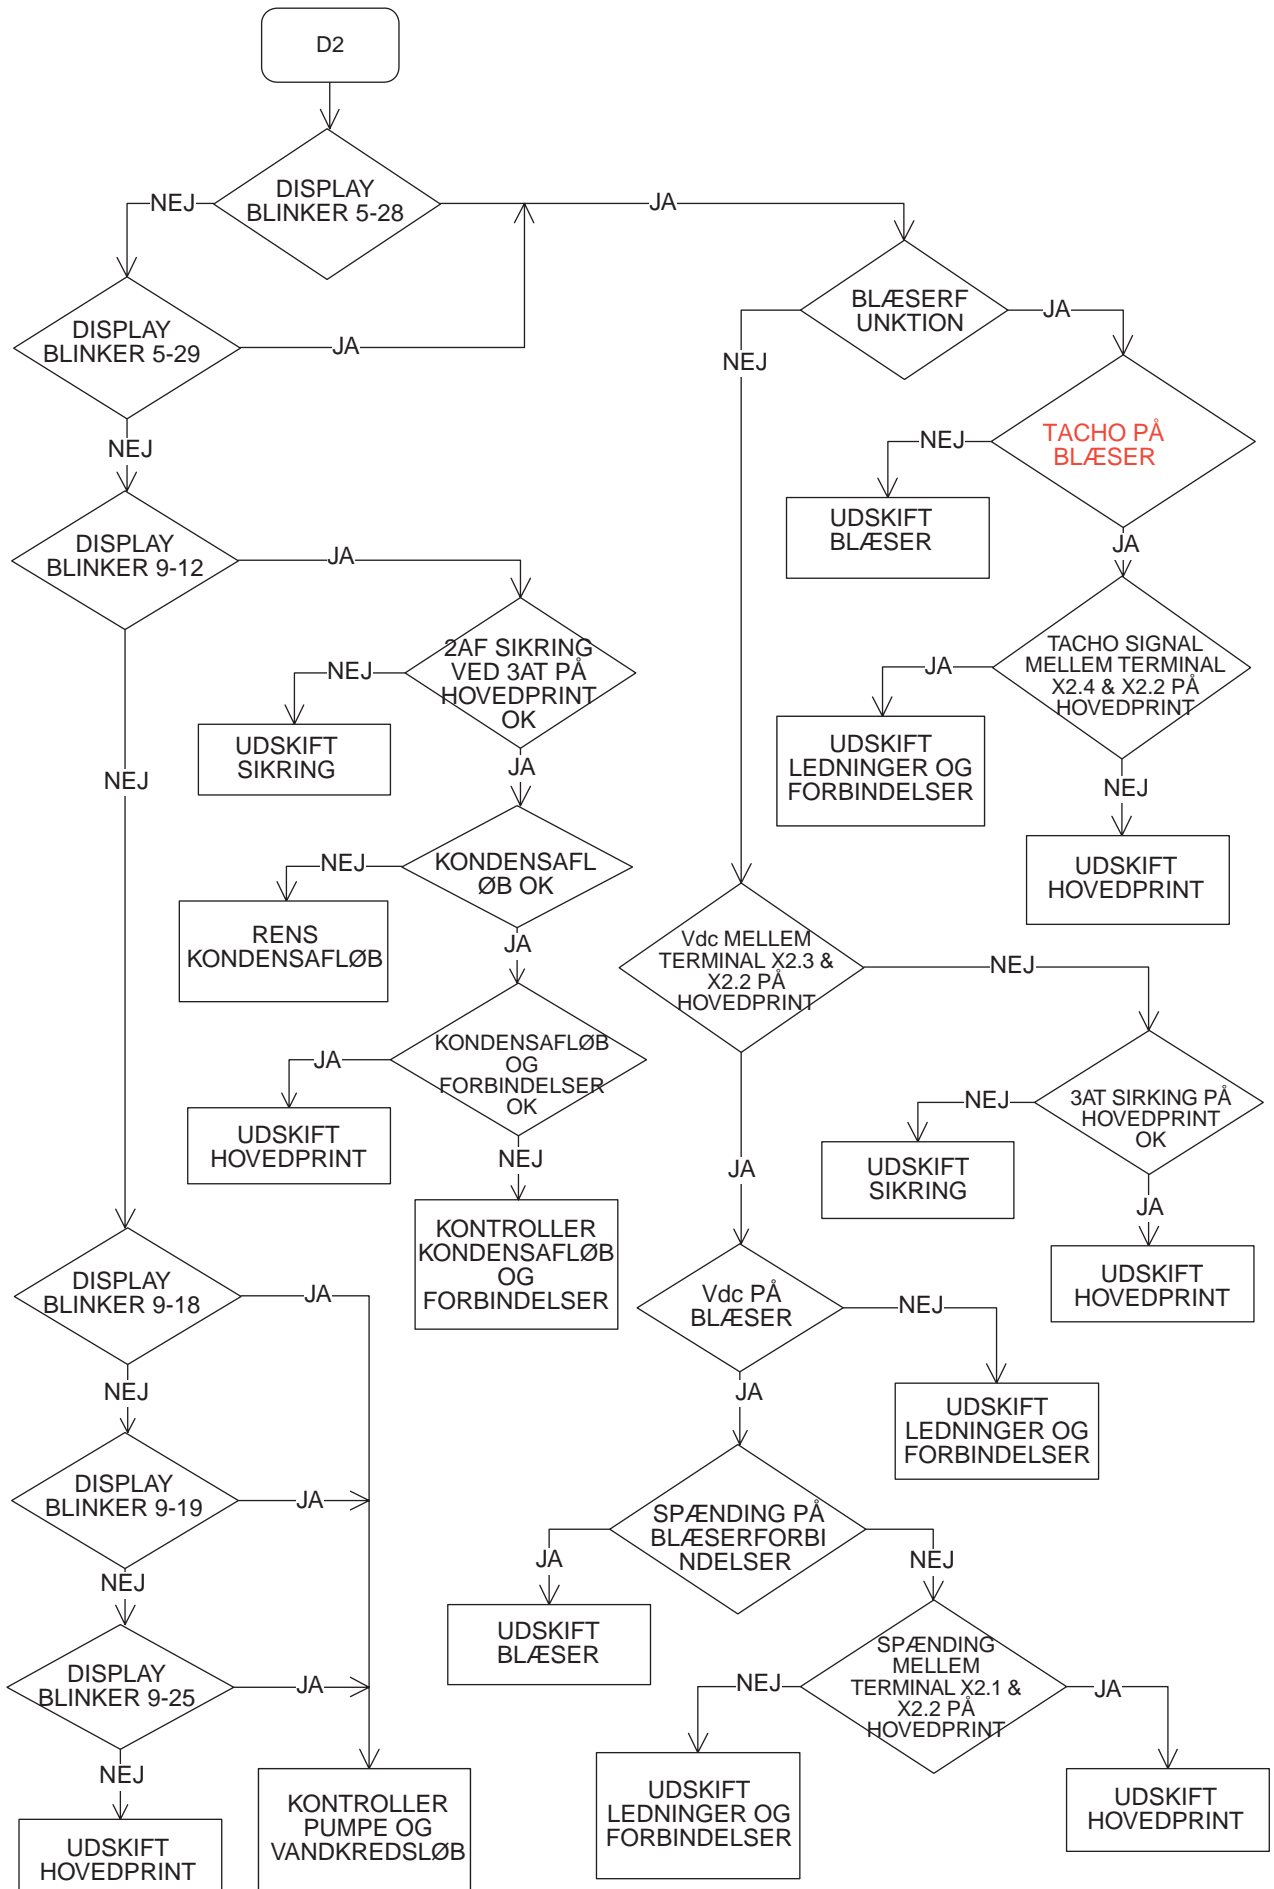 D2
DISPLAY
BLINKER 5-28
NEJ
JA
DISPLAY
BLINKER 5-29
JA
NEJ
BLÆSERF
UNKTION
JA
NEJ
TACHO PÅ
BLÆSER
NEJ
UDSKIFT
BLÆSER
JA
TACHO SIGNAL
MELLEM TERMINAL
X2.4 & X2.2 PÅ
HOVEDPRINT
JA
UDSKIFT
LEDNINGER OG
FORBINDELSER
NEJ
UDSKIFT
HOVEDPRINT
DISPLAY
BLINKER 9-12
JA
NEJ
2AF SIKRING
VED 3AT PÅ
HOVEDPRINT
OK
NEJ
UDSKIFT
SIKRING
JA
KONDENSAFL
ØB OK
NEJ
RENS
KONDENSAFLØB
JA
KONDENSAFLØB
OG
FORBINDELSER
OK
JA
UDSKIFT
HOVEDPRINT
NEJ
KONTROLLER
KONDENSAFLØB
OG
FORBINDELSER
Vdc MELLEM
TERMINAL X2.3 &
X2.2 PÅ
HOVEDPRINT
NEJ
3AT SIRKING PÅ
HOVEDPRINT
OK
NEJ
UDSKIFT
SIKRING
JA
UDSKIFT
HOVEDPRINT
JA
Vdc PÅ
BLÆSER
NEJ
UDSKIFT
LEDNINGER OG
FORBINDELSER
JA
SPÆNDING PÅ
BLÆSERFORBI
NDELSER
JA
UDSKIFT
BLÆSER
NEJ
SPÆNDING
MELLEM
TERMINAL X2.1 &
X2.2 PÅ
HOVEDPRINT
NEJ
UDSKIFT
LEDNINGER OG
FORBINDELSER
JA
UDSKIFT
HOVEDPRINT
DISPLAY
BLINKER 9-18
JA
NEJ
DISPLAY
BLINKER 9-19
JA
NEJ
DISPLAY
BLINKER 9-25
JA
NEJ
UDSKIFT
HOVEDPRINT
KONTROLLER
PUMPE OG
VANDKREDSLØB